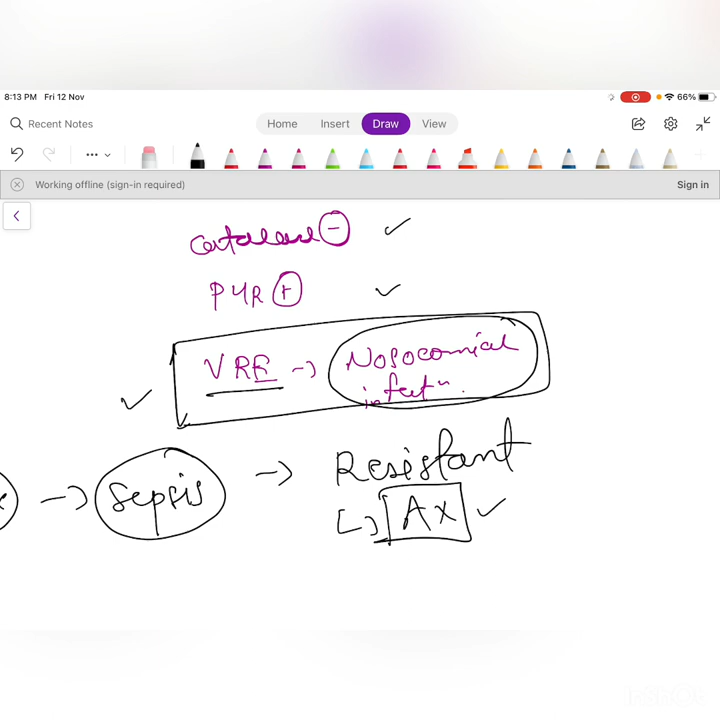 8:13 PM Fri 12 Nov
66%
Recent Notes
Home Insert Draw View
Working offline (sign-in required)
Sign in
Catalase -
PYR +
VRE → Nosocomial
infectn.
→ Sepsis → Resistant
Ax